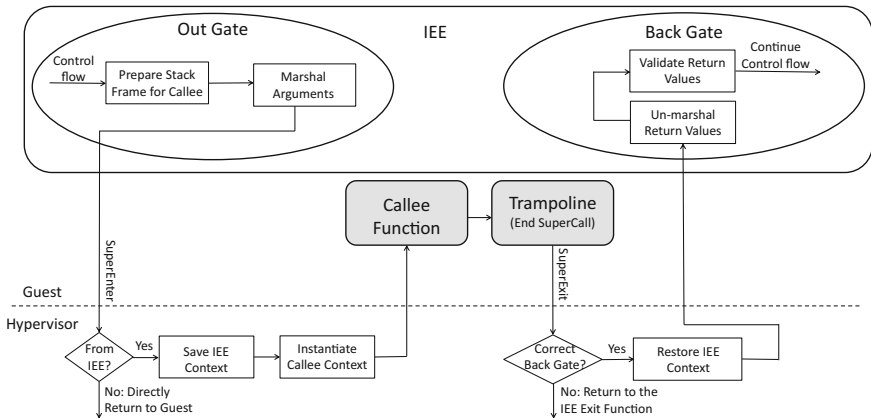 Out Gate
IEE
Back Gate
Control
flow
Prepare Stack
Frame for Callee
Marshal
Arguments
Validate Return
Values
Continue
Control flow
Un-marshal
Return Values
Callee
Function
Trampoline
(End SuperCall)
SuperEnter
SuperExit
Guest
Hypervisor
From
IEE?
Yes
Save IEE
Context
Instantiate
Callee Context
Correct
Back Gate?
Yes
Restore IEE
Context
No: Directly
Return to Guest
No: Return to the
IEE Exit Function